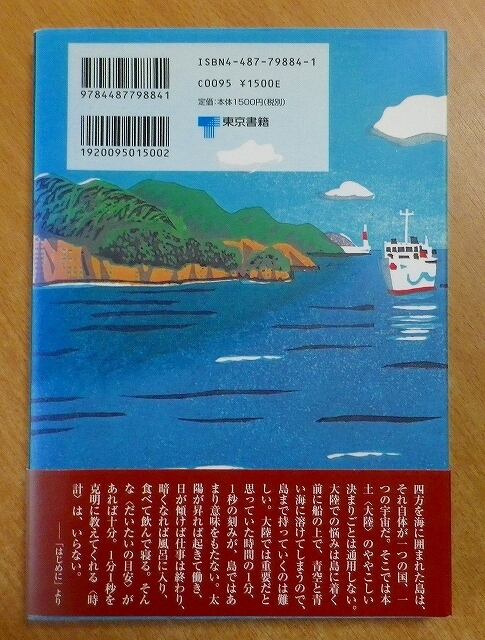 ISBN4-487-79884-1
C0095 ¥1500E
定価:本体1500円(税別)
東京書籍
9784487798841
1920095015002
四方を海に囲まれた島は、
それ自体が一つの国、一
つの宇宙だ。そこでは本
土〈大陸〉のややこしい
決まりごとは通用しない。
大陸での悩みは島に着く
前に船の上で、青空と青
い海に溶けてしまうので、
島まで持っていくのは難
しい。大陸では重要だと
思っていた時間の1分、
1秒の刻みが、島ではあ
まり意味をもたない。太
陽が昇れば起きて働き、
日が傾けば仕事は終わり、
暗くなれば風呂に入り、
食べて飲んで寝る。そん
な〈だいたいの目安〉が
あれば十分。1分1秒を
克明に教えてくれる〈時
計〉は、いらない。
――「はじめに」より